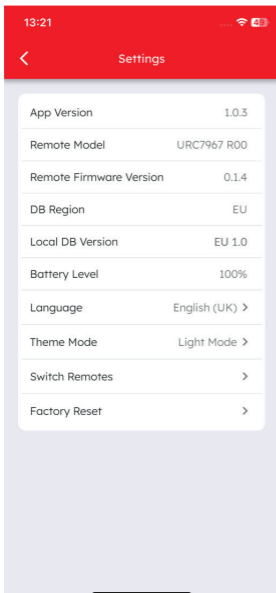 13:21
43
Settings
App Version 1.0.3
Remote Model URC7967 R00
Remote Firmware Version 0.1.4
DB Region EU
Local DB Version EU 1.0
Battery Level 100%
Language English (UK) >
Theme Mode Light Mode >
Switch Remotes >
Factory Reset >